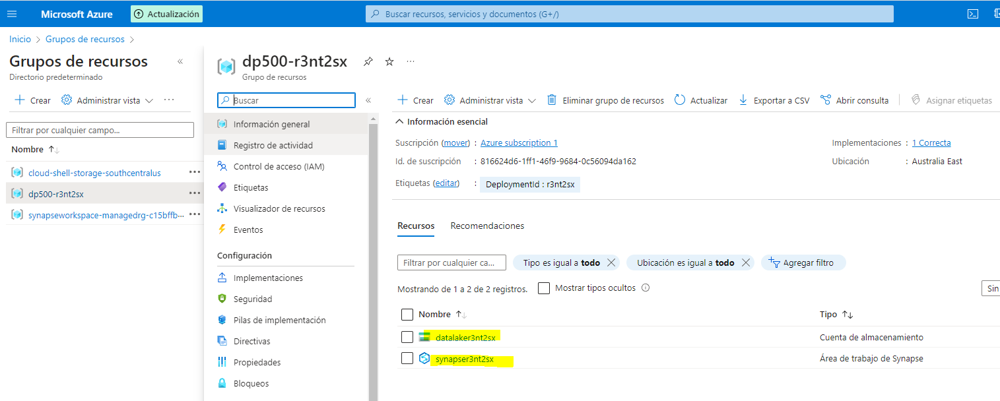 Microsoft Azure
Actualización
Buscar recursos, servicios y documentos (G+/)
Inicio > Grupos de recursos >
Grupos de recursos
Directorio predeterminado
Crear
Administrar vista
Filtrar por cualquier campo...
Nombre
cloud-shell-storage-southcentralus
dp500-r3nt2sx
synapseworkspace-managedrg-c15bffb...
dp500-r3nt2sx
Grupo de recursos
Buscar
Información general
Registro de actividad
Control de acceso (IAM)
Etiquetas
Visualizador de recursos
Eventos
Configuración
Implementaciones
Seguridad
Pilas de implementación
Directivas
Propiedades
Bloqueos
Crear
Administrar vista
Eliminar grupo de recursos
Actualizar
Exportar a CSV
Abrir consulta
Asignar etiquetas
Información esencial
Suscripción (mover) : Azure subscription 1
Id. de suscripción : 816624d6-1ff1-46f9-9684-0c56094da162
Etiquetas (editar) : DeploymentId : r3nt2sx
Implementaciones : 1 Correcta
Ubicación : Australia East
Recursos
Recomendaciones
Filtrar por cualquier ca...
Tipo es igual a todo
Ubicación es igual a todo
Agregar filtro
Mostrando de 1 a 2 de 2 registros.
Mostrar tipos ocultos
Sin
Nombre
Tipo
datalaker3nt2sx
Cuenta de almacenamiento
synapser3nt2sx
Área de trabajo de Synapse